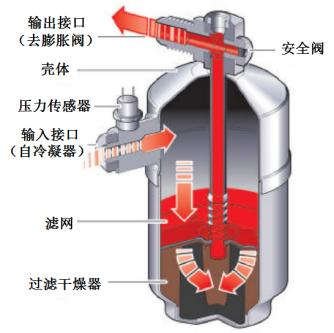 输出接口
（去膨胀阀）
安全阀
壳体
压力传感器
输入接口
（自冷凝器）
滤网
过滤干燥器